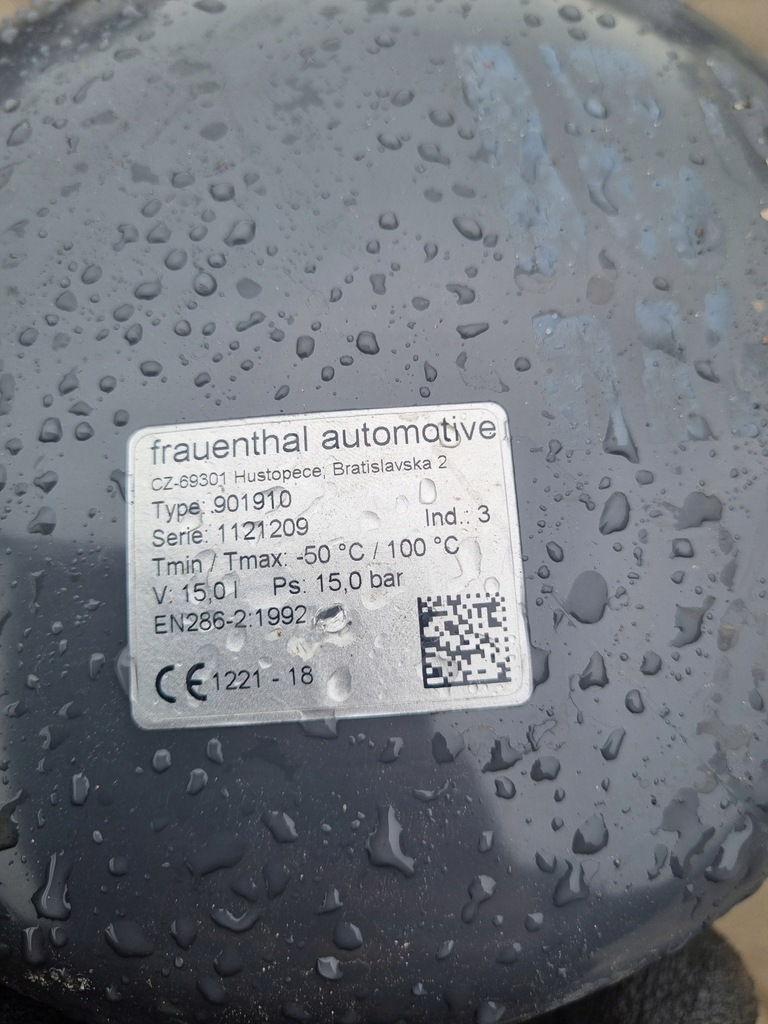 frauenthal automotive
CZ-69301 Hustopece, Bratislavska 2
Type: 901910
Serie: 1121209 Ind.: 3
Tmin / Tmax: -50 °C / 100 °C
V: 15,0 l Ps: 15,0 bar
EN286-2:1992
CE 1221 - 18